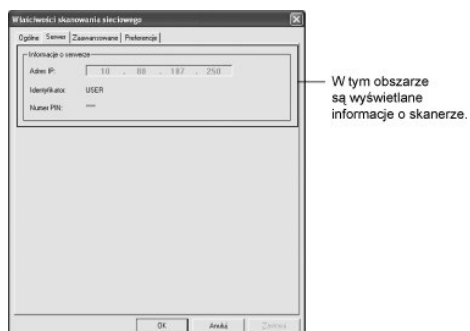 Właściwości skanowania sieciowego
Ogólne Serwer Zaawansowane Preferencje
Informacje o serwerze
Adres IP: 10 . 88 . 187 . 250
Identyfikator: USER
Numer PIN: ***
W tym obszarze
są wyświetlane
informacje o skanerze.
OK Anuluj Zastosuj